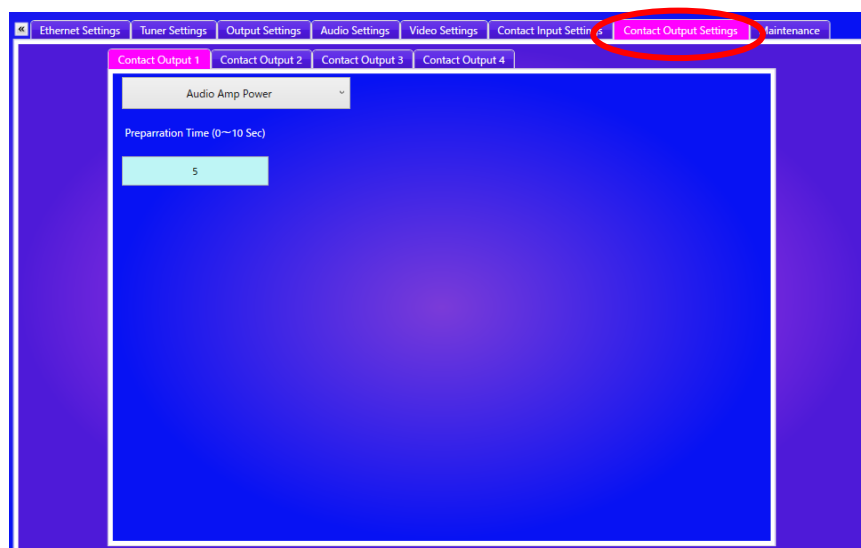 « Ethernet Settings Tuner Settings Output Settings Audio Settings Video Settings Contact Input Settings Contact Output Settings Maintenance
Contact Output 1 Contact Output 2 Contact Output 3 Contact Output 4
Audio Amp Power
Preparration Time (0〜10 Sec)
5